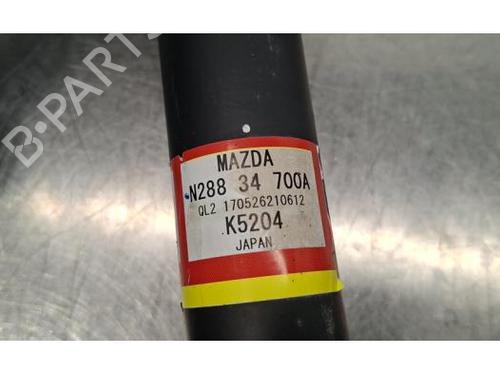 B-PARTS
MAZDA
N288 34 700A
QL2 170526210612
K5204
JAPAN